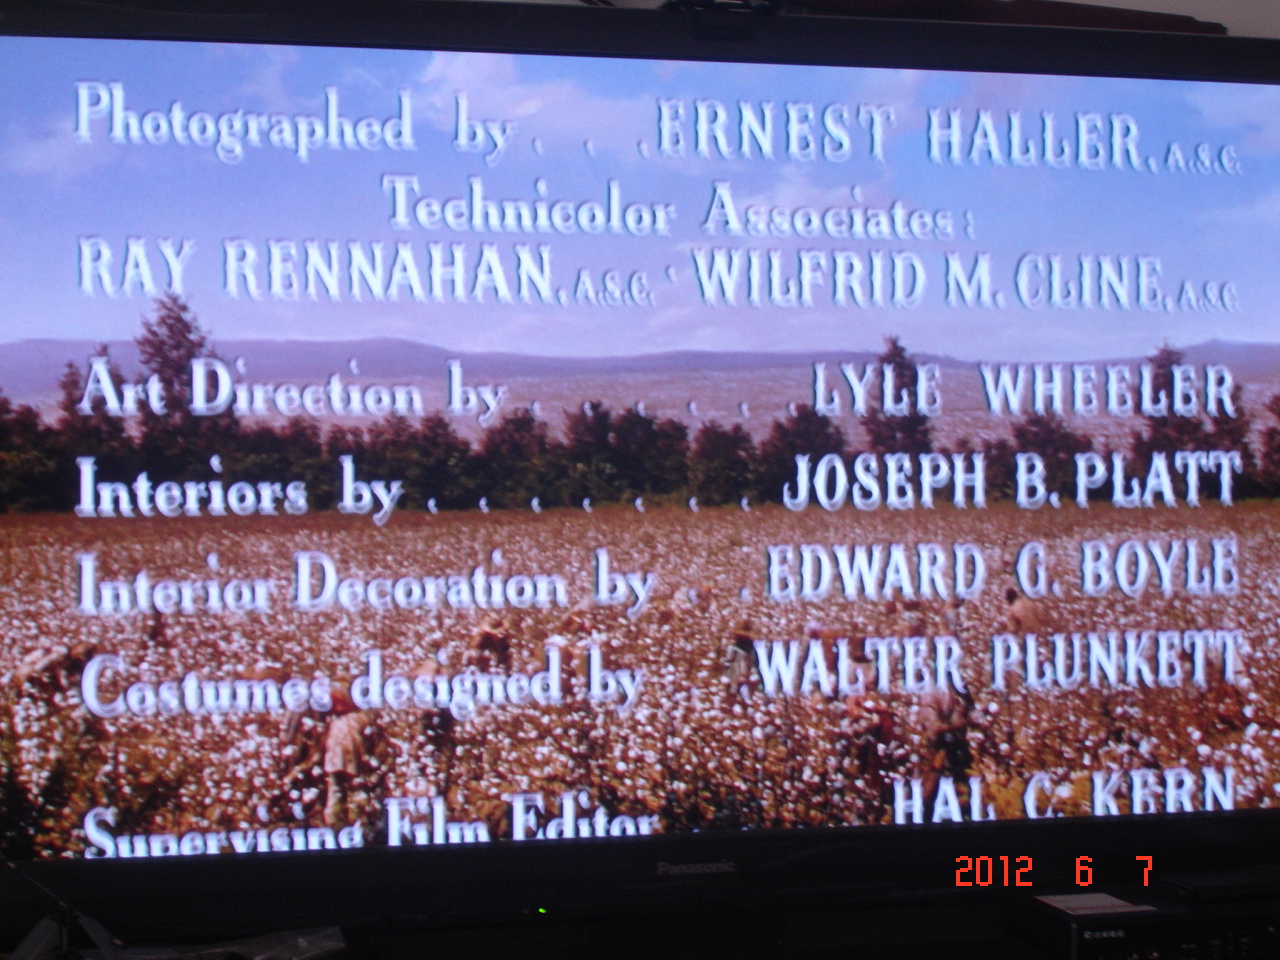 Photographed by . . . ERNEST HALLER, A.S.C.
Technicolor Associates:
RAY RENNAHAN, A.S.C. · WILFRID M. CLINE, A.S.C.
Art Direction by . . . . . . LYLE WHEELER
Interiors by . . . . . . . JOSEPH B. PLATT
Interior Decoration by . . EDWARD G. BOYLE
Costumes designed by . . WALTER PLUNKETT
Supervising Film Editor . . . HAL C. KERN
Panasonic
2012 6 7